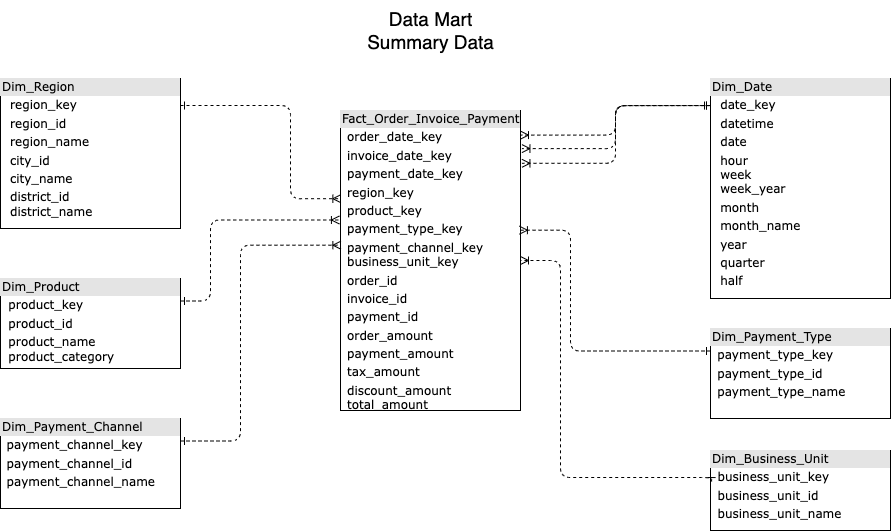 Data Mart
Summary Data
Dim_Region
region_key
region_id
region_name
city_id
city_name
district_id
district_name
Dim_Product
product_key
product_id
product_name
product_category
Dim_Payment_Channel
payment_channel_key
payment_channel_id
payment_channel_name
Fact_Order_Invoice_Payment
order_date_key
invoice_date_key
payment_date_key
region_key
product_key
payment_type_key
payment_channel_key
business_unit_key
order_id
invoice_id
payment_id
order_amount
payment_amount
tax_amount
discount_amount
total_amount
Dim_Date
date_key
datetime
date
hour
week
week_year
month
month_name
year
quarter
half
Dim_Payment_Type
payment_type_key
payment_type_id
payment_type_name
Dim_Business_Unit
business_unit_key
business_unit_id
business_unit_name